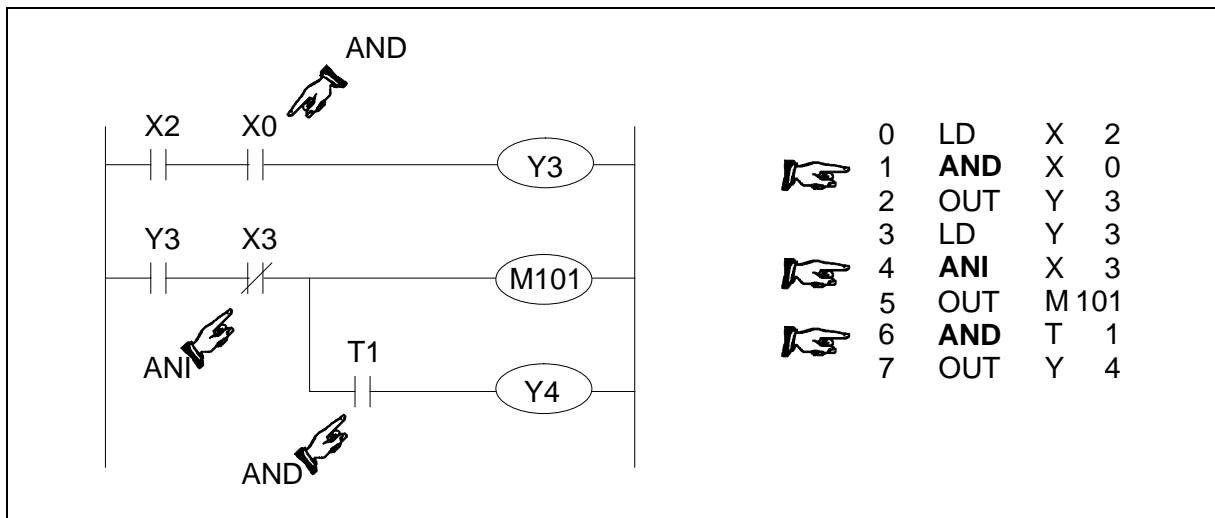 AND
X2 X0
Y3
Y3 X3
M101
ANI
T1
Y4
AND
0 LD X 2
1 AND X 0
2 OUT Y 3
3 LD Y 3
4 ANI X 3
5 OUT M 101
6 AND T 1
7 OUT Y 4